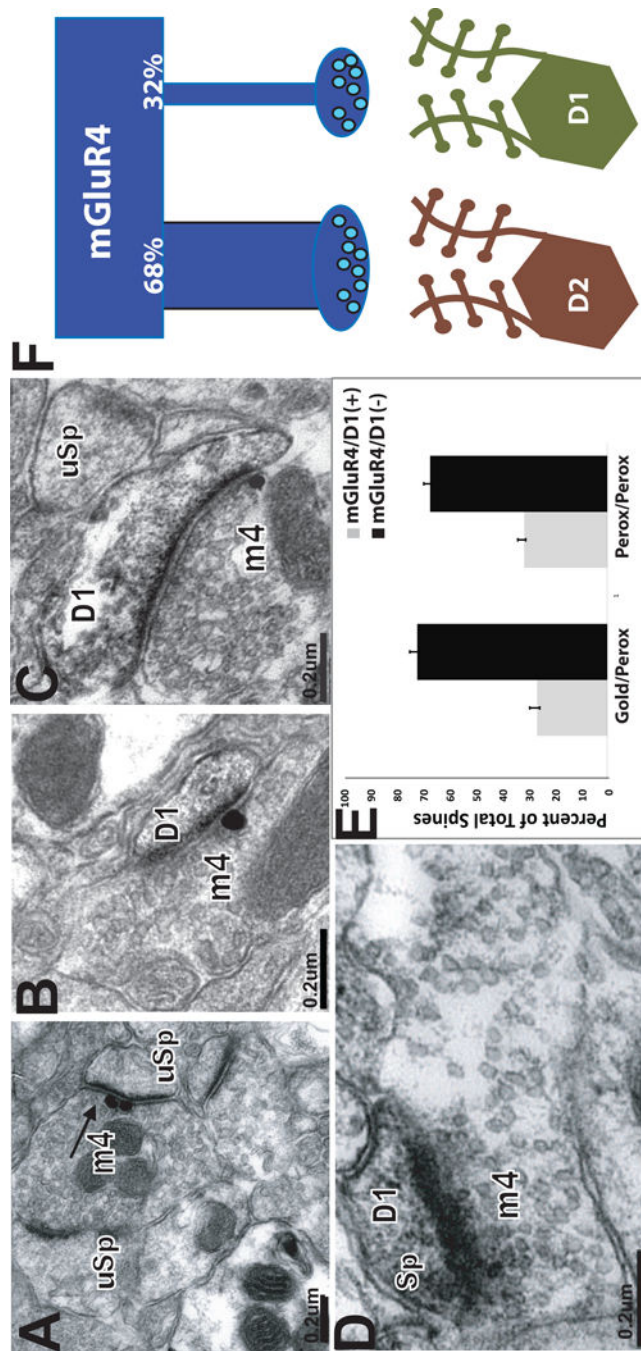 A
m4
uSp
uSp
0.2um
B
D1
m4
0.2um
C
D1
uSp
m4
0.2um
D
D1
Sp
m4
0.2um
E
mGluR4/D1(+)
mGluR4/D1(-)
Percent of Total Spines
100
90
80
70
60
50
40
30
20
10
0
Gold/Perox
Perox/Perox
F
mGluR4
68%
32%
D2
D1